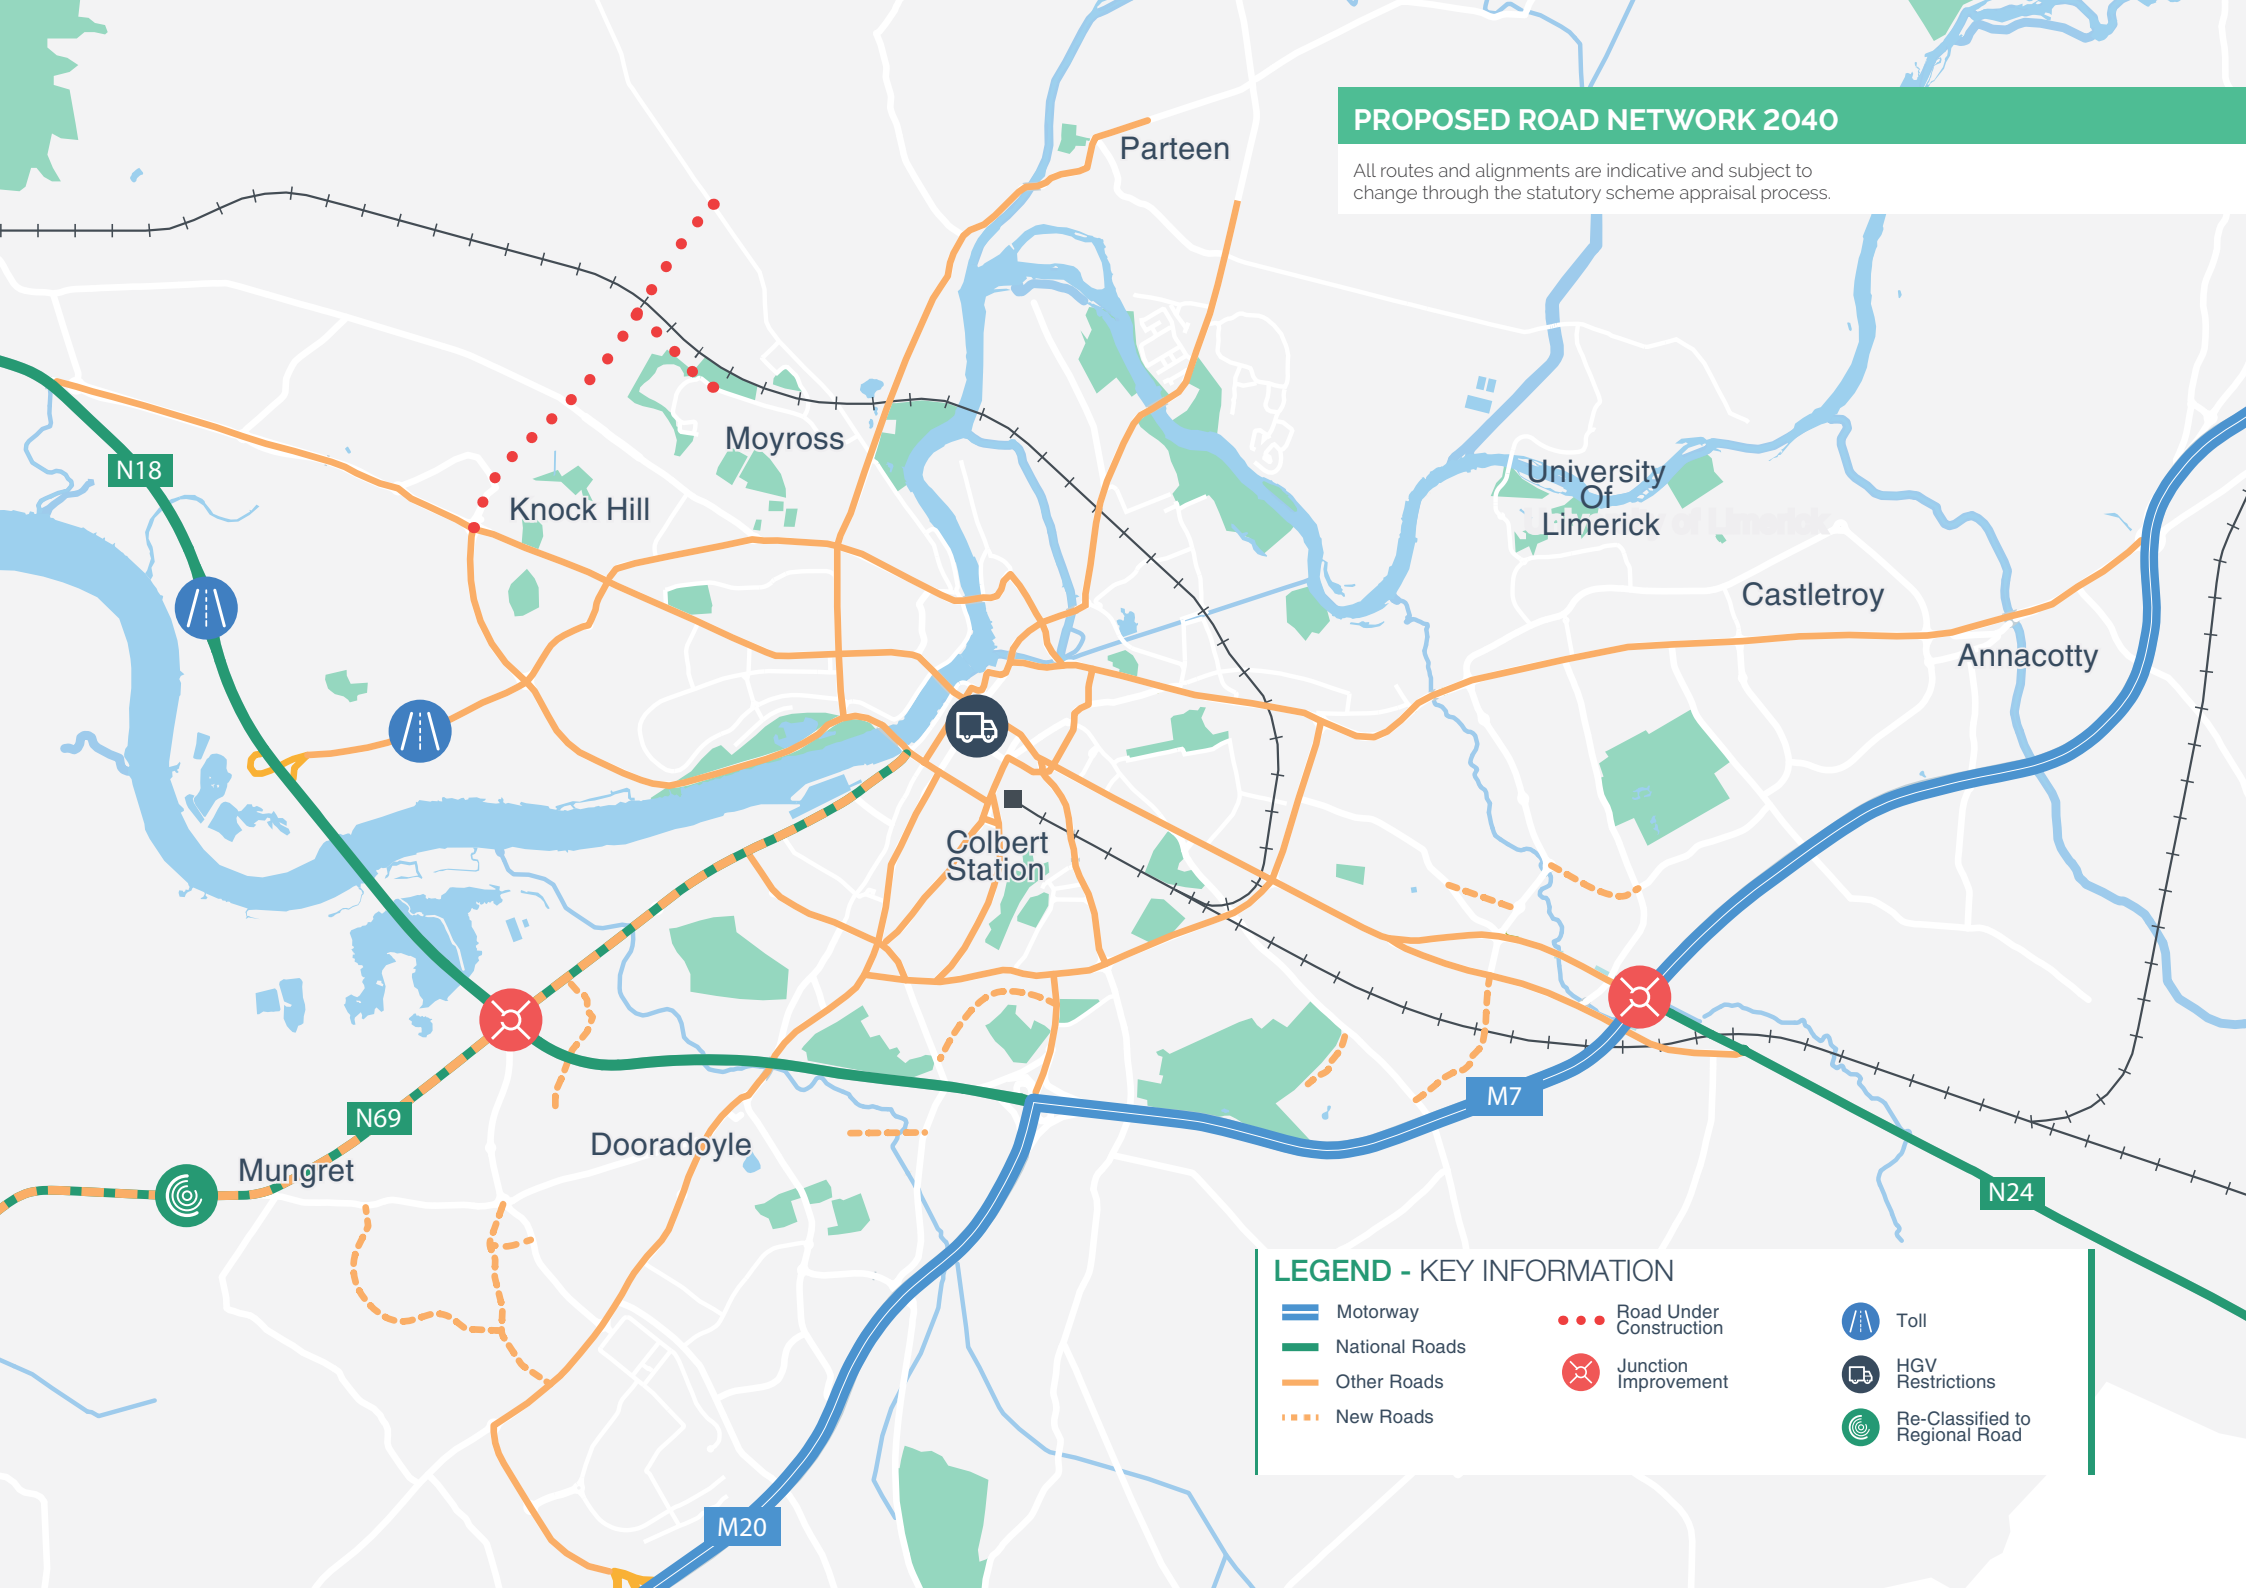 PROPOSED ROAD NETWORK 2040
All routes and alignments are indicative and subject to
change through the statutory scheme appraisal process.
Parteen
Moyross
N18
Knock Hill
University
Of
Limerick
of Limerick
Castletroy
Annacotty
Colbert
Station
M7
N69
Dooradoyle
Mungret
N24
M20
LEGEND - KEY INFORMATION
Motorway
National Roads
Other Roads
New Roads
Road Under
Construction
Junction
Improvement
Toll
HGV
Restrictions
Re-Classified to
Regional Road